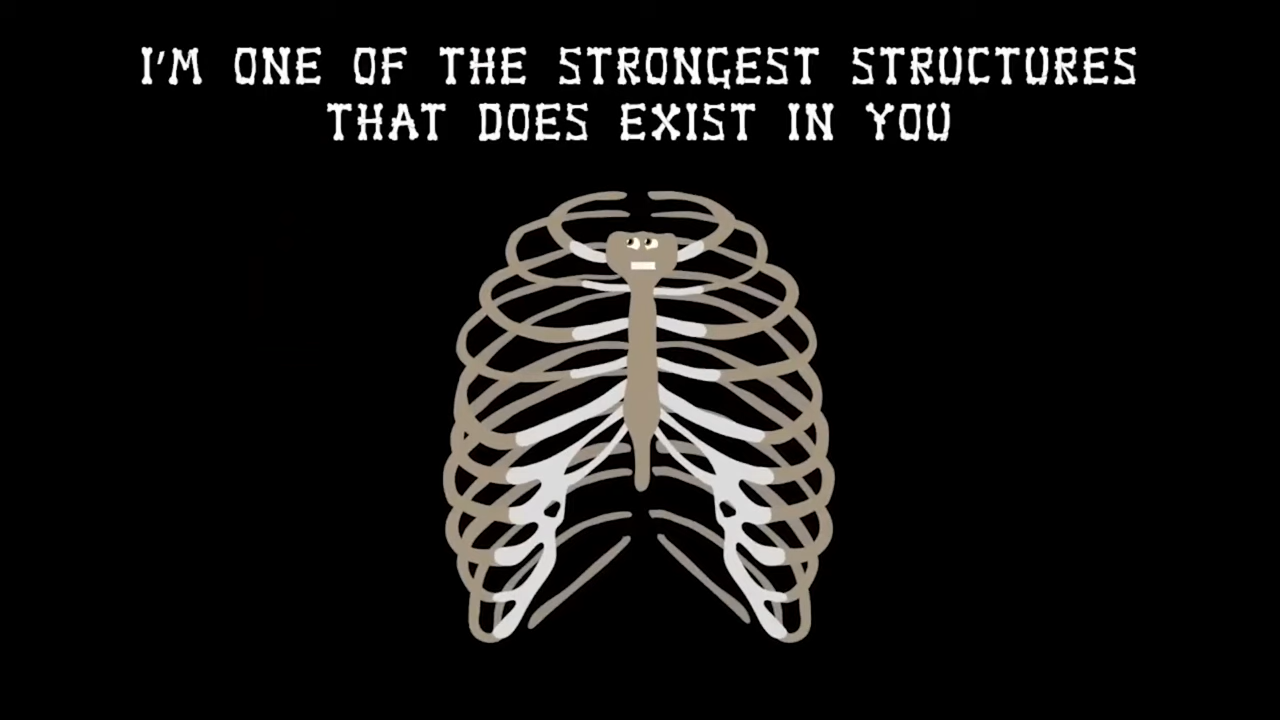 I'M ONE OF THE STRONGEST STRUCTURES
THAT DOES EXIST IN YOU